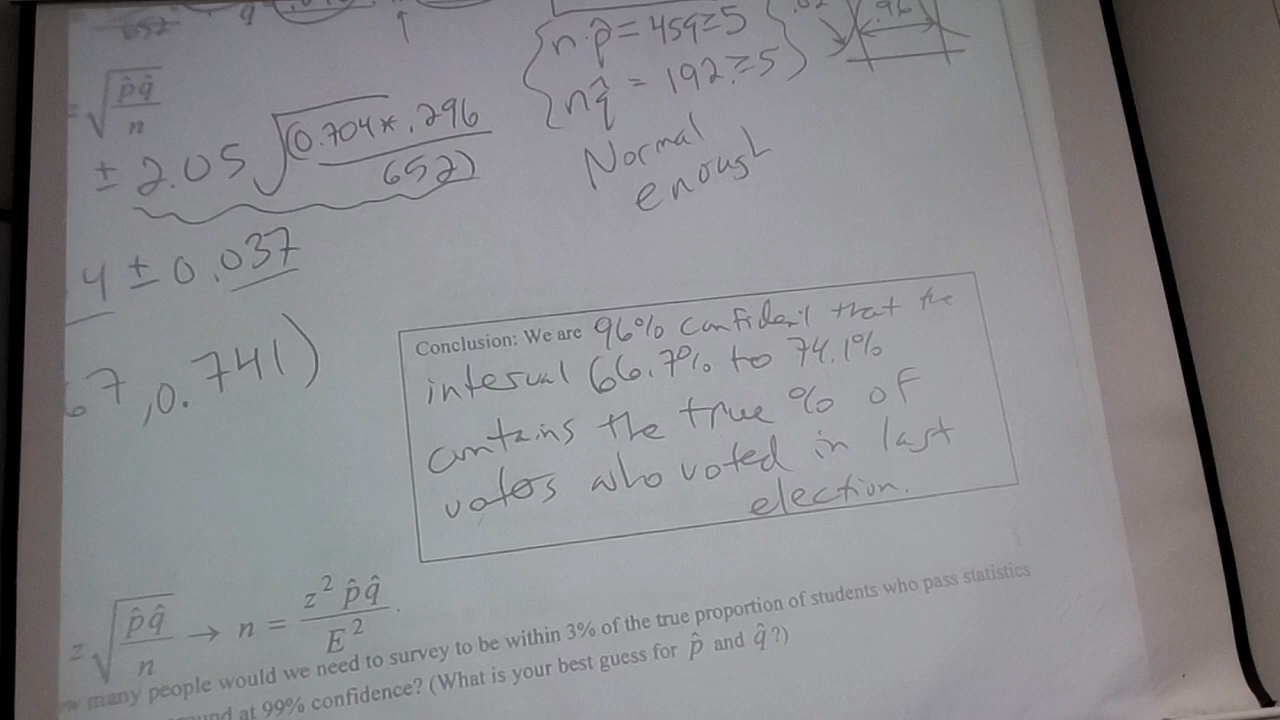 n·p̂ = 459 ≥ 5
.96
nq̂ = 192. ≥ 5
Normal
enough
652
= √(p̂q̂/n)
± 2.05 √(0.704*.296/652)
4 ± 0.037
67, 0.741)
Conclusion: We are 96% confident that the
interval 66.7% to 74.1%
contains the true % of
voters who voted in last
election.
z √(p̂q̂/n) → n = z² p̂q̂/E² .
many people would we need to survey to be within 3% of the true proportion of students who pass statistics
at 99% confidence? (What is your best guess for p̂ and q̂ ?)